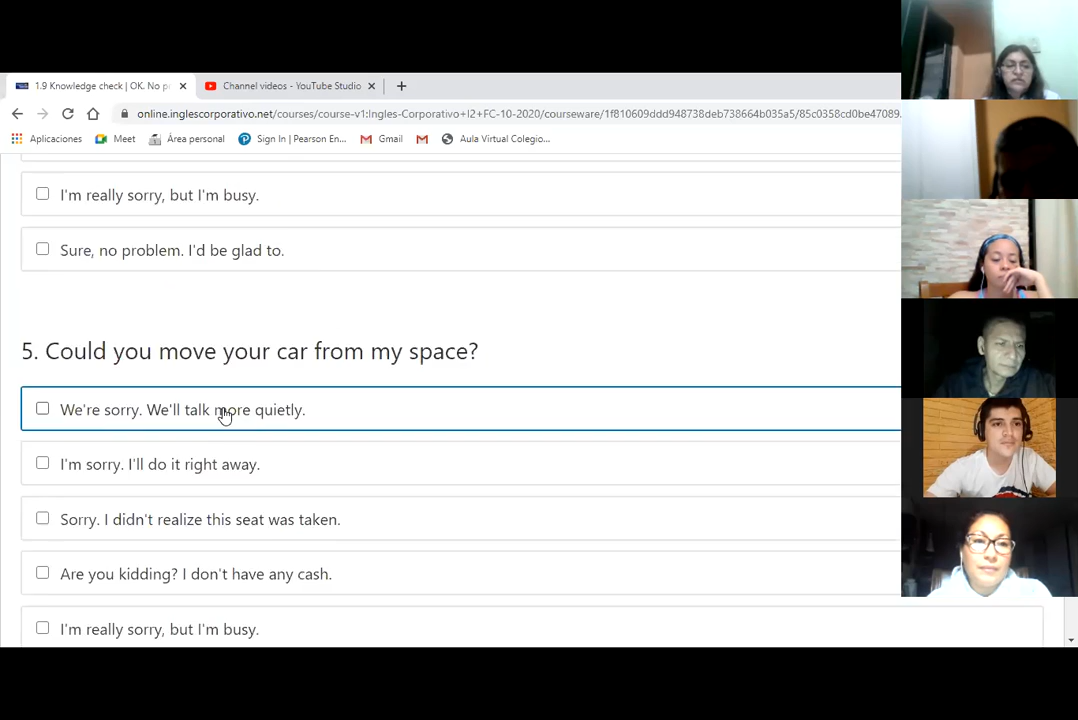 1.9 Knowledge check | OK. No pr
Channel videos - YouTube Studio
online.inglescorporativo.net/courses/course-v1:Ingles-Corporativo+I2+FC-10-2020/courseware/1f810609ddd948738deb738664b035a5/85c0358cd0be47089.
Aplicaciones
Meet
Área personal
Sign In | Pearson En...
Gmail
Aula Virtual Colegio...
I'm really sorry, but I'm busy.
Sure, no problem. I'd be glad to.
5. Could you move your car from my space?
We're sorry. We'll talk more quietly.
I'm sorry. I'll do it right away.
Sorry. I didn't realize this seat was taken.
Are you kidding? I don't have any cash.
I'm really sorry, but I'm busy.